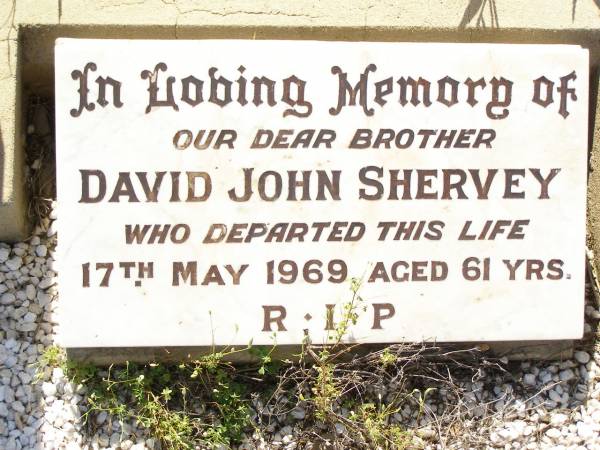 In Loving Memory of
OUR DEAR BROTHER
DAVID JOHN SHERVEY
WHO DEPARTED THIS LIFE
17TH. MAY 1969 AGED 61 YRS.
R·I·P